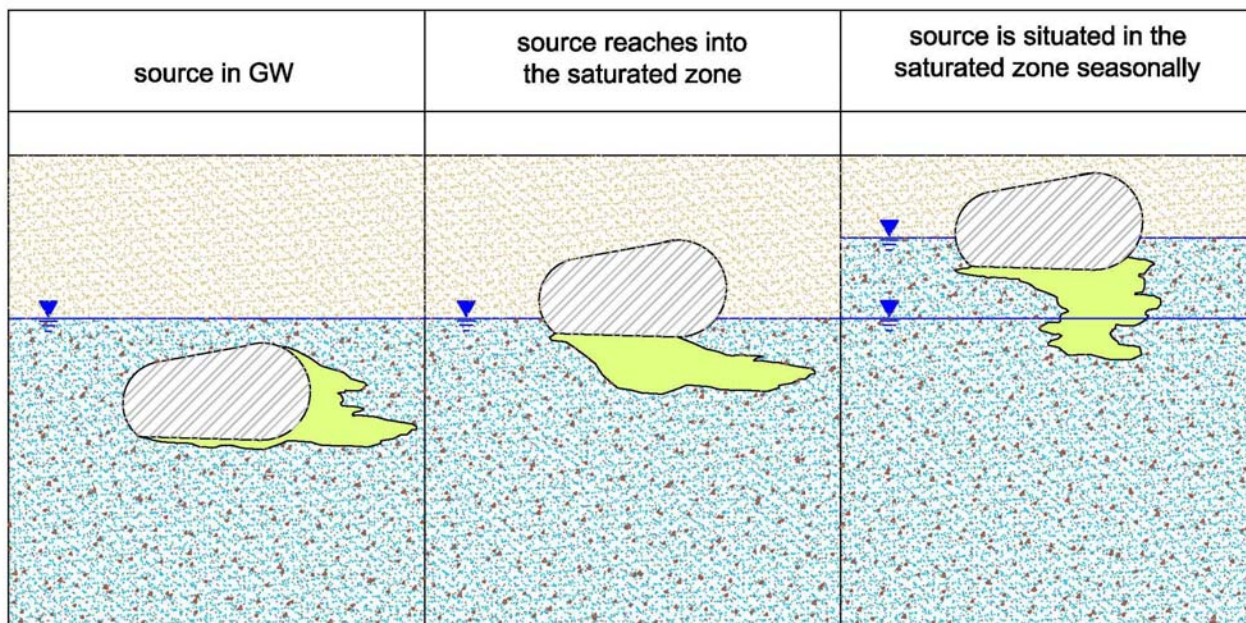 source in GW
source reaches into
the saturated zone
source is situated in the
saturated zone seasonally